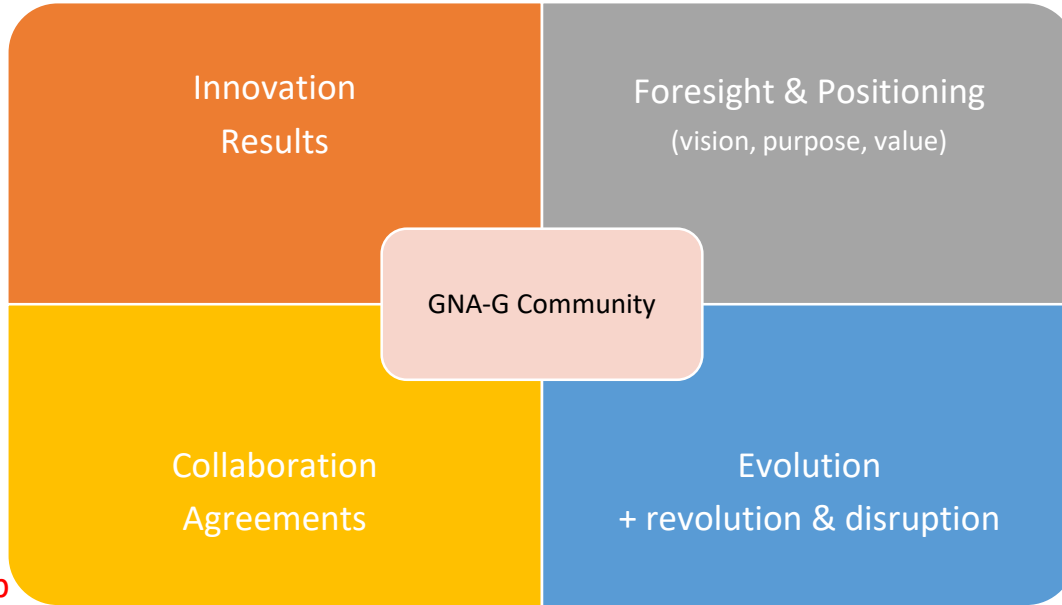 Innovation
Results
Foresight & Positioning
(vision, purpose, value)
GNA-G Community
Collaboration
Agreements
Evolution
+ revolution & disruption